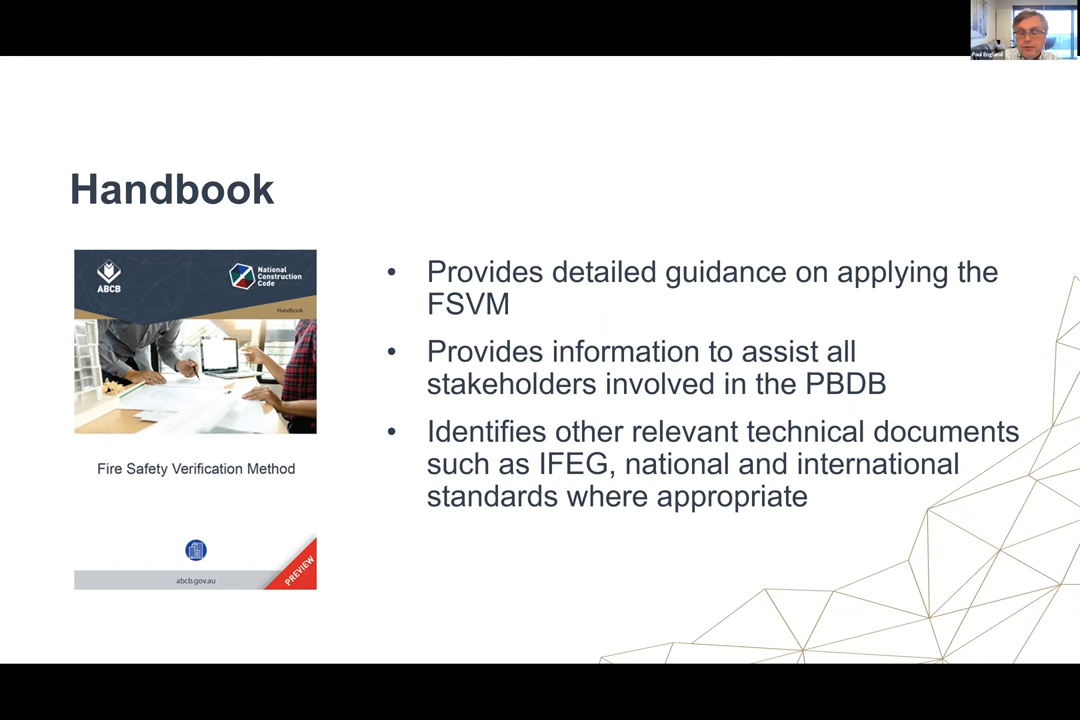 Paul England
Handbook
ABCB
National
Construction
Code
Handbook
Fire Safety Verification Method
abcb.gov.au
PREVIEW
• Provides detailed guidance on applying the
FSVM
• Provides information to assist all
stakeholders involved in the PBDB
• Identifies other relevant technical documents
such as IFEG, national and international
standards where appropriate